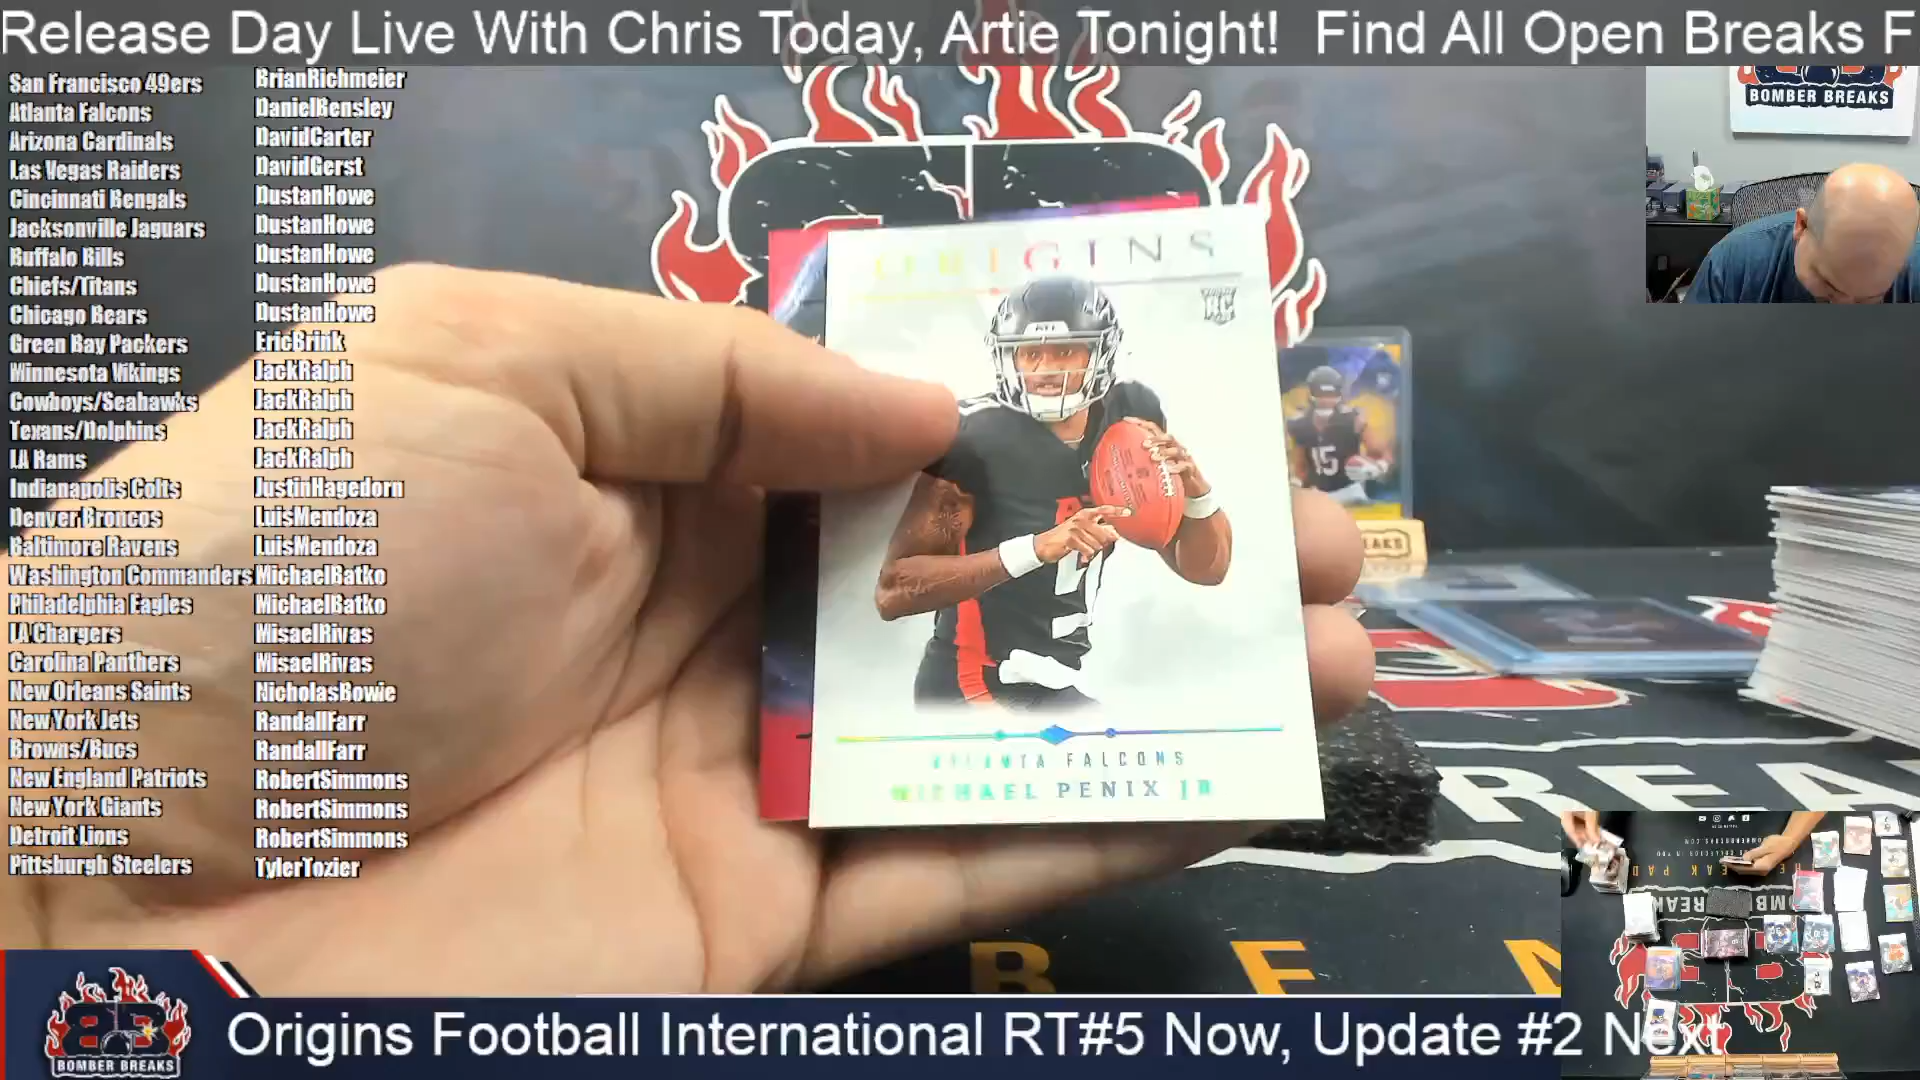 Release Day Live With Chris Today, Artie Tonight!  Find All Open Breaks F
San Francisco 49ers BrianRichmeier
Atlanta Falcons DanielBensley
Arizona Cardinals DavidCarter
Las Vegas Raiders DavidGerst
Cincinnati Bengals DustanHowe
Jacksonville Jaguars DustanHowe
Buffalo Bills DustanHowe
Chiefs/Titans DustanHowe
Chicago Bears DustanHowe
Green Bay Packers EricBrink
Minnesota Vikings JackRalph
Cowboys/Seahawks JackRalph
Texans/Dolphins JackRalph
LA Rams JackRalph
Indianapolis Colts JustinHagedorn
Denver Broncos LuisMendoza
Baltimore Ravens LuisMendoza
Washington Commanders MichaelBatko
Philadelphia Eagles MichaelBatko
LA Chargers MisaelRivas
Carolina Panthers MisaelRivas
New Orleans Saints NicholasBowie
New York Jets RandallFarr
Browns/Bucs RandallFarr
New England Patriots RobertSimmons
New York Giants RobertSimmons
Detroit Lions RobertSimmons
Pittsburgh Steelers TylerTozier
BOMBER BREAKS
ORIGINS
RC
ATL
15
ATLANTA FALCONS
MICHAEL PENIX JR
REA
B E
BOMBER BREAKS
Origins Football International RT#5 Now, Update #2 Next